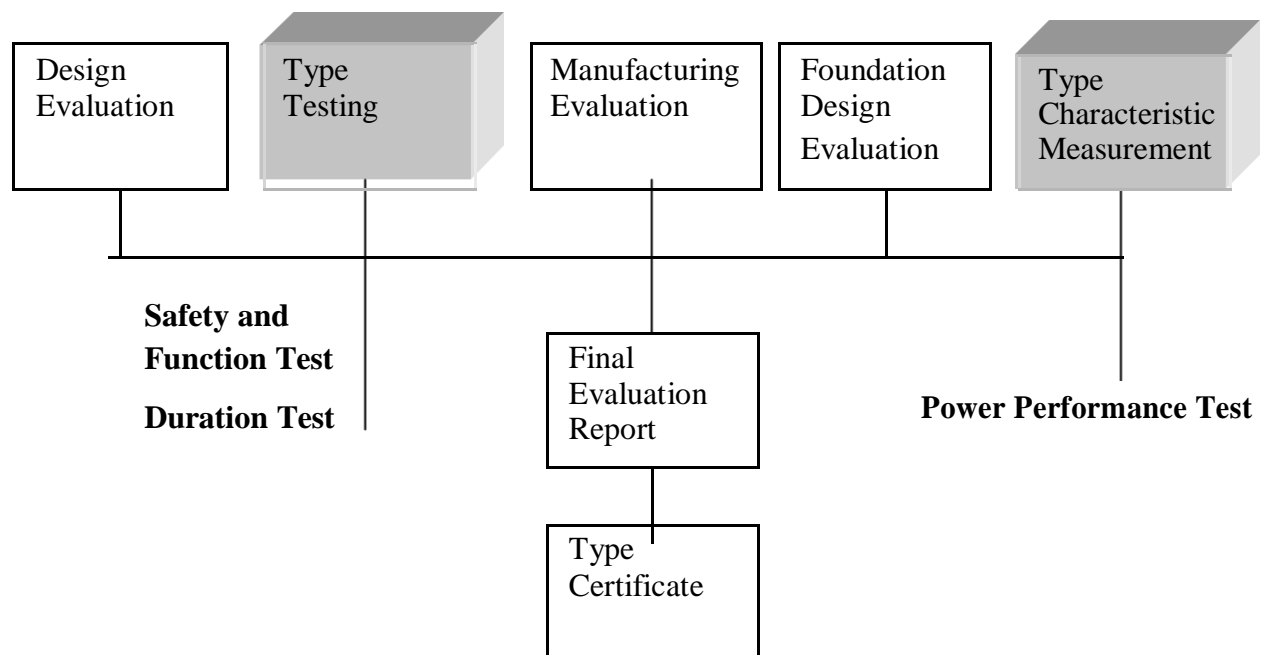 Design
Evaluation
Type
Testing
Manufacturing
Evaluation
Foundation
Design
Evaluation
Type
Characteristic
Measurement
Safety and
Function Test
Duration Test
Final
Evaluation
Report
Power Performance Test
Type
Certificate